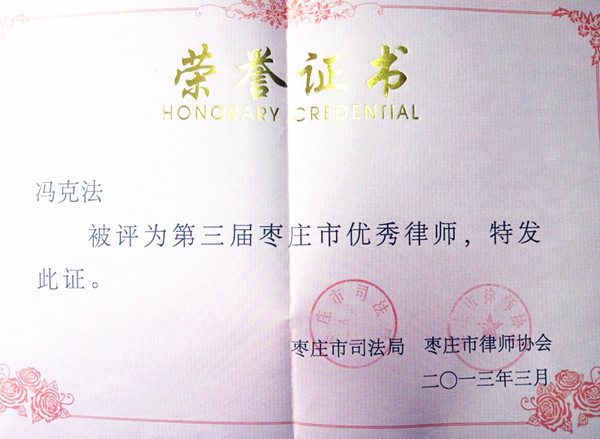 荣誉证书
HONORARY CREDENTIAL
冯克法
被评为第三届枣庄市优秀律师，特发
此证。
枣庄市司法局 枣庄市律师协会
二〇一三年三月